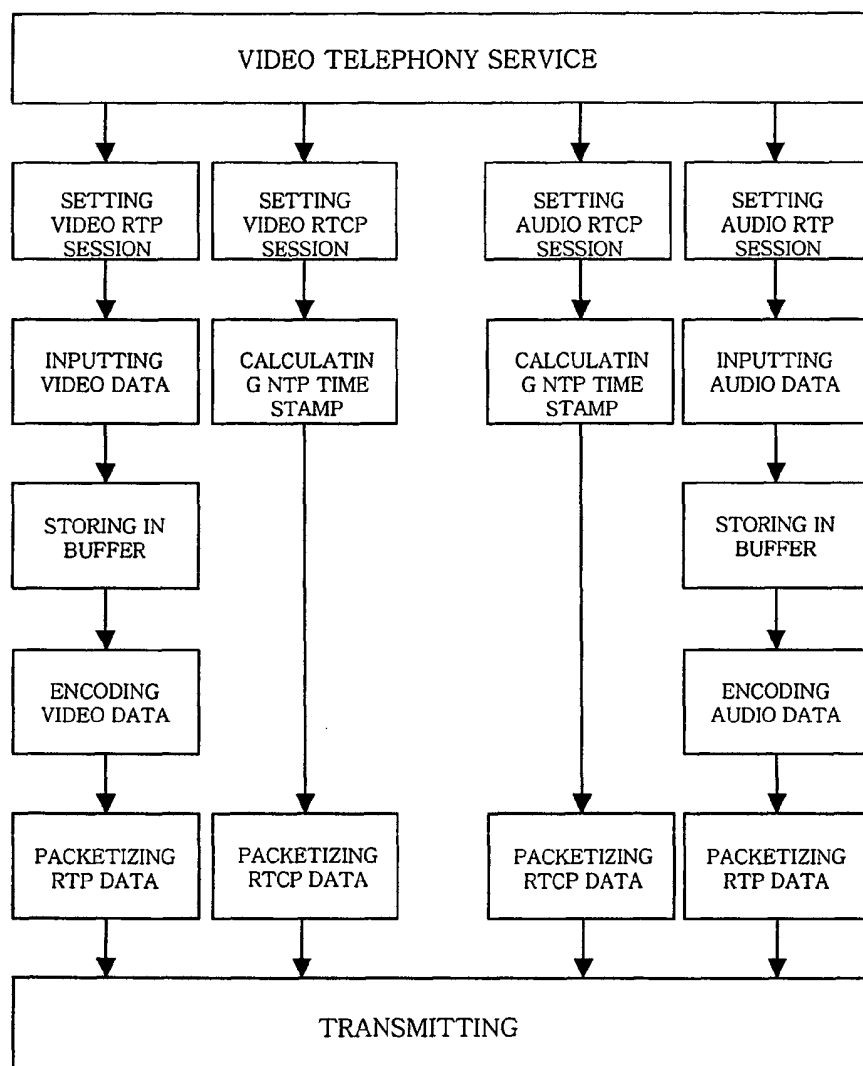 VIDEO TELEPHONY SERVICE
SETTING
VIDEO RTP
SESSION
SETTING
VIDEO RTCP
SESSION
SETTING
AUDIO RTCP
SESSION
SETTING
AUDIO RTP
SESSION
INPUTTING
VIDEO DATA
CALCULATIN
G NTP TIME
STAMP
CALCULATIN
G NTP TIME
STAMP
INPUTTING
AUDIO DATA
STORING IN
BUFFER
STORING IN
BUFFER
ENCODING
VIDEO DATA
ENCODING
AUDIO DATA
PACKETIZING
RTP DATA
PACKETIZING
RTCP DATA
PACKETIZING
RTCP DATA
PACKETIZING
RTP DATA
TRANSMITTING